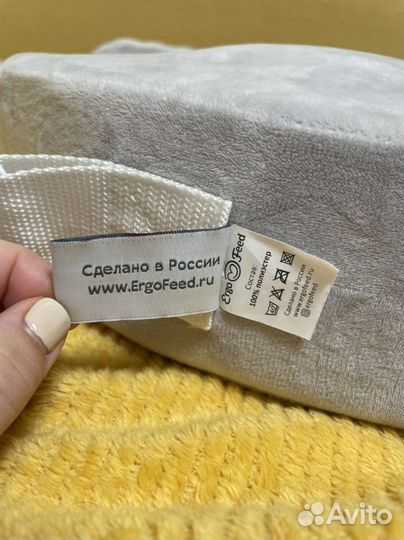 Сделано в России
www.ErgoFeed.ru
Ergo Feed
Состав:
100% полиэстер
Сделано в России
www.ergofeed.ru
ergofeed
Avito